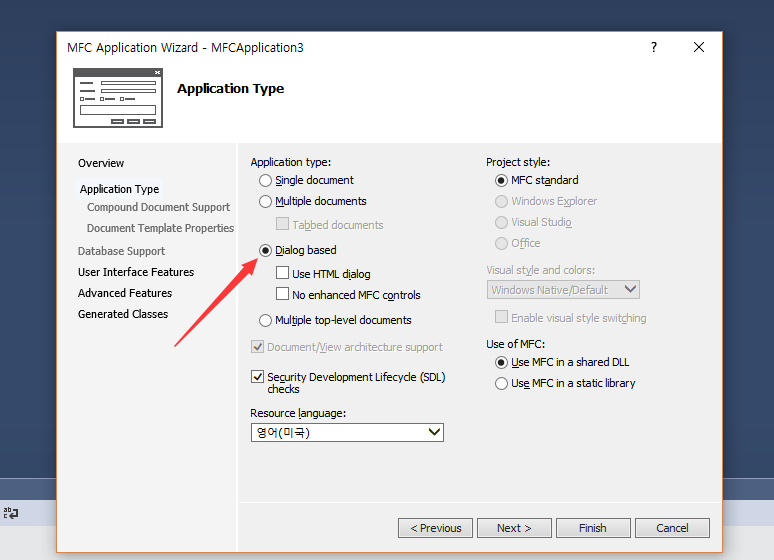 MFC Application Wizard - MFCApplication3
?
Application Type
Overview
Application Type
Compound Document Support
Document Template Properties
Database Support
User Interface Features
Advanced Features
Generated Classes
Application type:
Single document
Multiple documents
Tabbed documents
Dialog based
Use HTML dialog
No enhanced MFC controls
Multiple top-level documents
Document/View architecture support
Security Development Lifecycle (SDL)
checks
Resource language:
영어(미국)
Project style:
MFC standard
Windows Explorer
Visual Studio
Office
Visual style and colors:
Windows Native/Default
Enable visual style switching
Use of MFC:
Use MFC in a shared DLL
Use MFC in a static library
ab
c
< Previous
Next >
Finish
Cancel